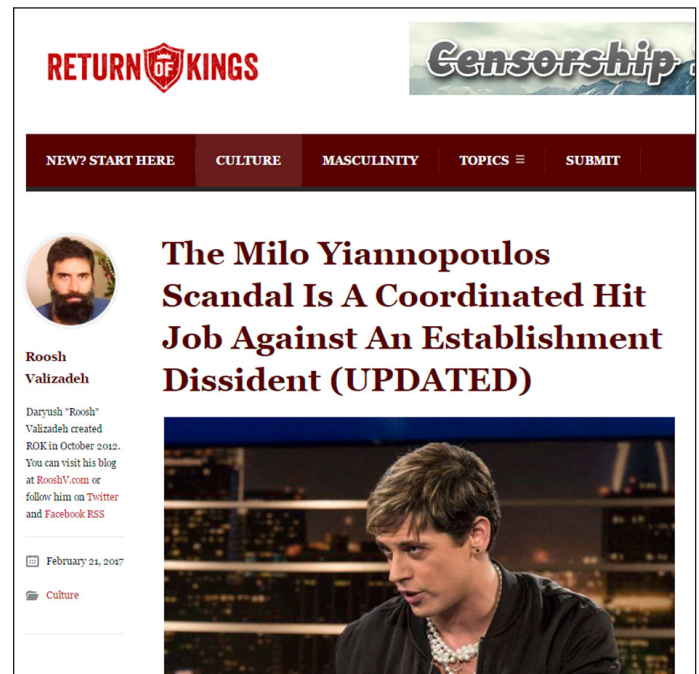 RETURN OF KINGS
Censorship
NEW? START HERE
CULTURE
MASCULINITY
TOPICS ☰
SUBMIT
Roosh
Valizadeh
Daryush "Roosh"
Valizadeh created
ROK in October 2012.
You can visit his blog
at RooshV.com or
follow him on Twitter
and Facebook RSS
February 21, 2017
Culture
The Milo Yiannopoulos
Scandal Is A Coordinated Hit
Job Against An Establishment
Dissident (UPDATED)